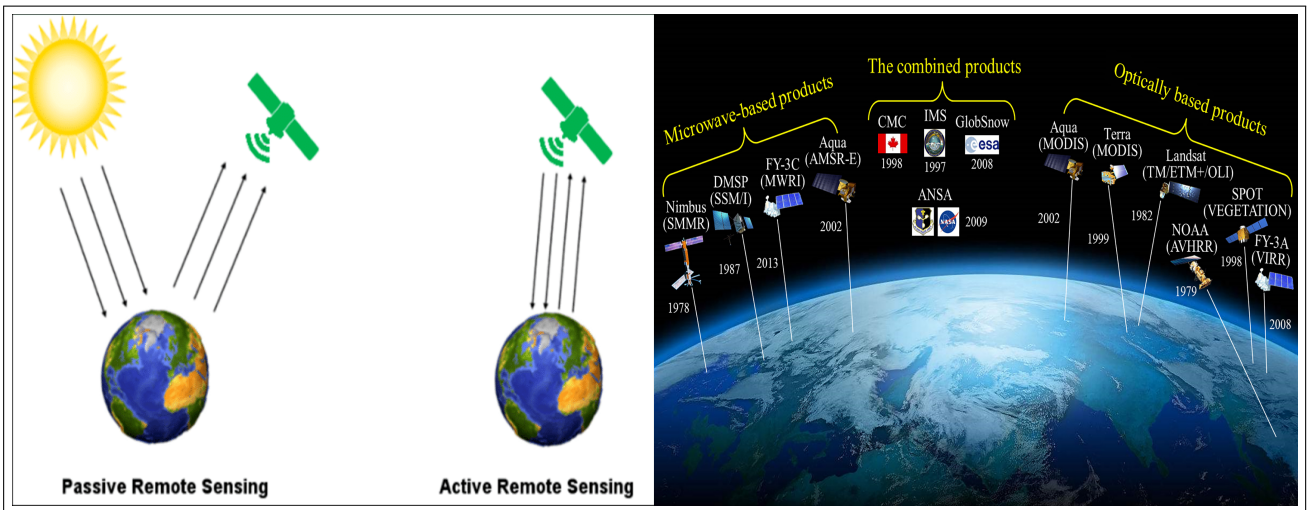 Passive Remote Sensing
Active Remote Sensing
Microwave-based products
Nimbus
(SMMR)
1978
DMSP
(SSM/I)
1987
FY-3C
(MWRI)
2013
Aqua
(AMSR-E)
2002
The combined products
CMC
1998
IMS
1997
GlobSnow
esa
2008
ANSA
NASA
2009
Optically based products
Aqua
(MODIS)
2002
Terra
(MODIS)
1999
Landsat
(TM/ETM+/OLI)
1982
NOAA
(AVHRR)
1979
SPOT
(VEGETATION)
1998
FY-3A
(VIRR)
2008